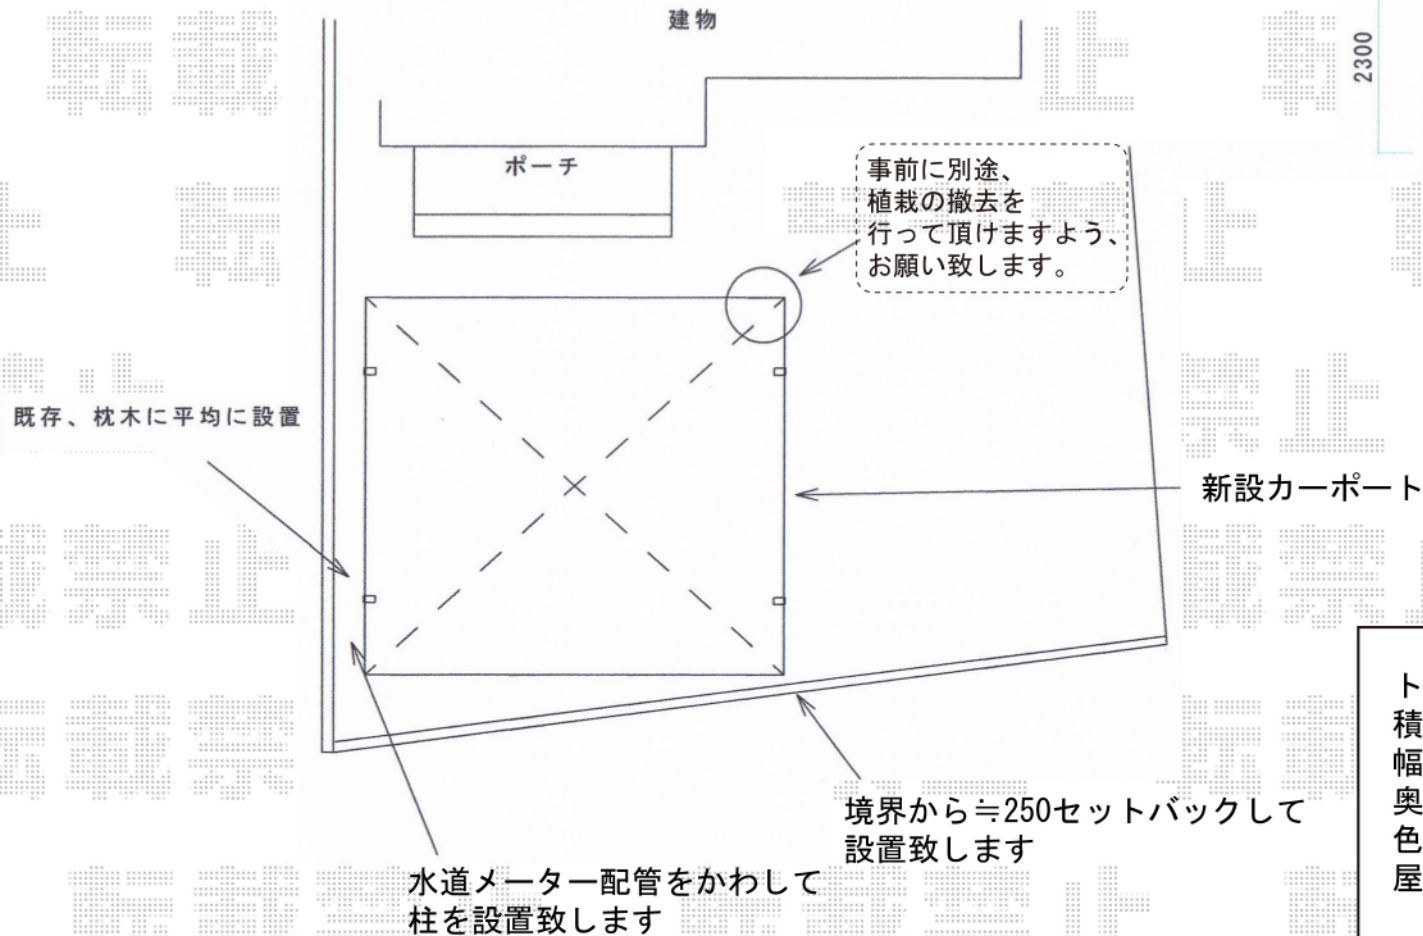 建物
2300
ポーチ
事前に別途、
植栽の撤去を
行って頂けますよう、
お願い致します。
既存、枕木に平均に設置
新設カーポート
境界から≒250セットバックして
設置致します
水道メーター配管をかわして
柱を設置致します
ト
積
幅
奥
色
屋
転載禁止